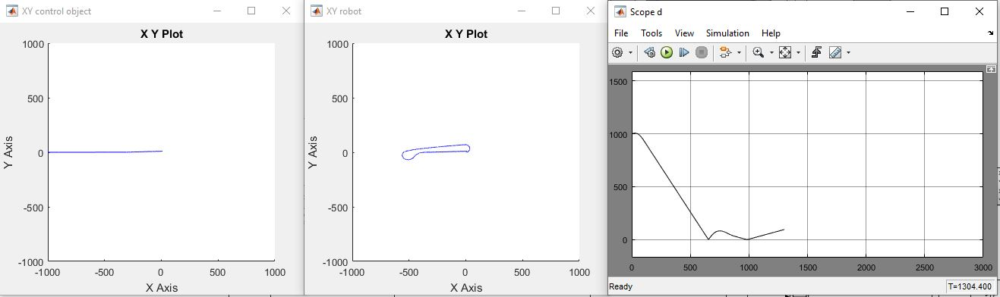 XY control object
X Y Plot
1000
500
0
-500
-1000
-1000
-500
0
500
1000
X Axis
Y Axis
XY robot
X Y Plot
1000
500
0
-500
-1000
-1000
-500
0
500
1000
X Axis
Y Axis
Scope d
File Tools View Simulation Help
1500
1000
500
0
0
500
1000
1500
2000
2500
3000
Ready
T=1304.400